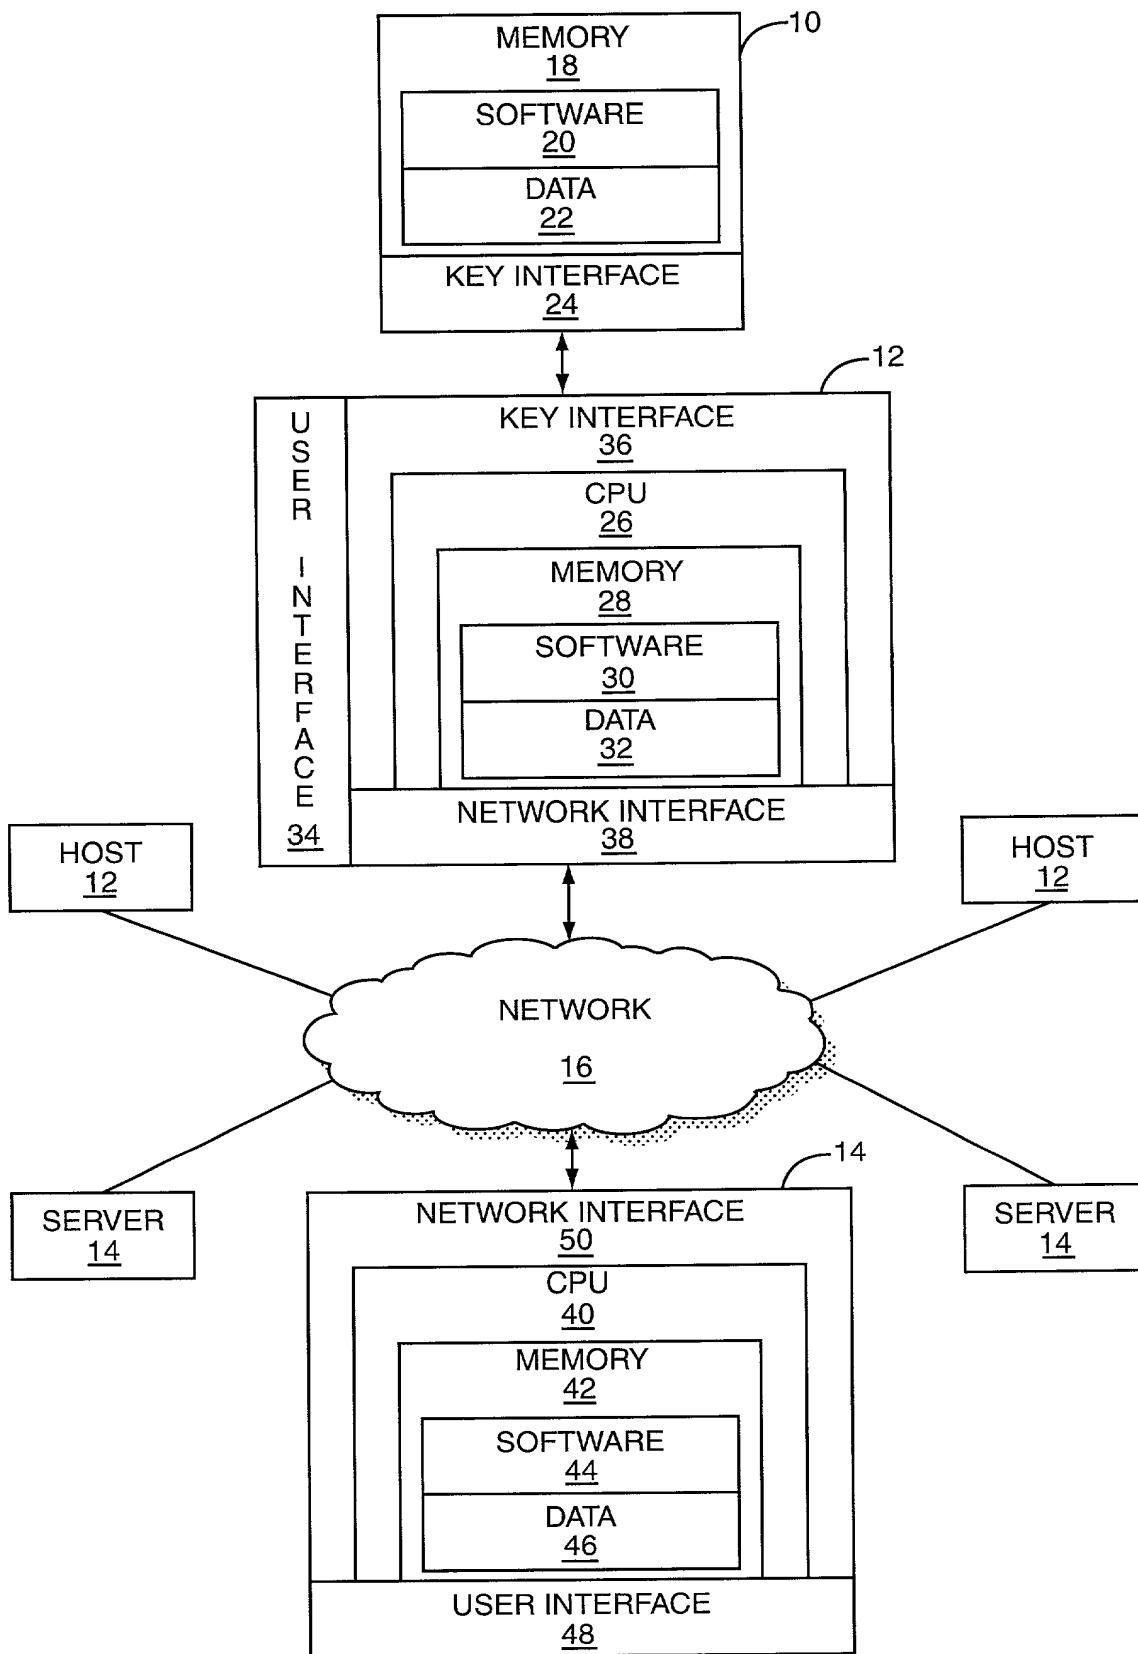 10
MEMORY
18
SOFTWARE
20
DATA
22
KEY INTERFACE
24
12
USER INTERFACE
34
KEY INTERFACE
36
CPU
26
MEMORY
28
SOFTWARE
30
DATA
32
NETWORK INTERFACE
38
HOST
12
HOST
12
NETWORK
16
SERVER
14
SERVER
14
14
NETWORK INTERFACE
50
CPU
40
MEMORY
42
SOFTWARE
44
DATA
46
USER INTERFACE
48